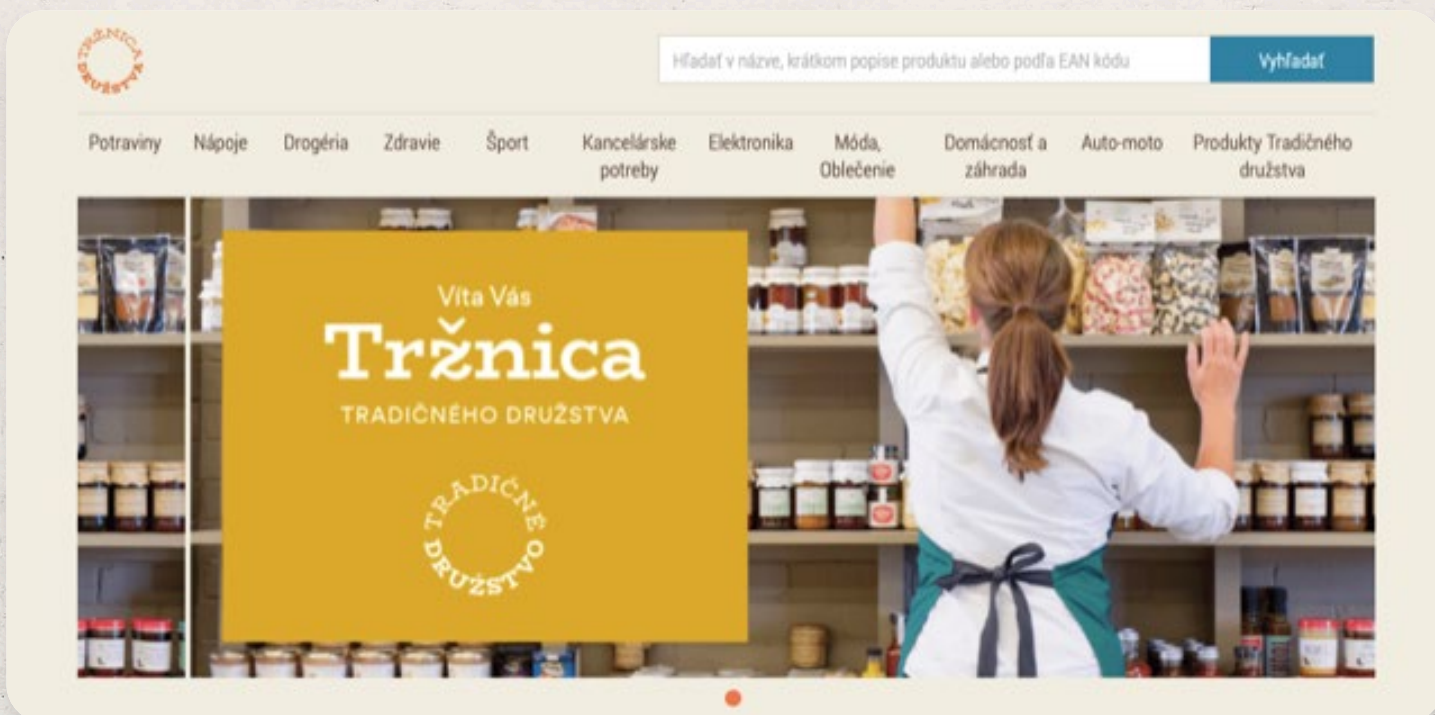 TRŽNICA DRUŽSTVA
Hľadať v názve, krátkom popise produktu alebo podľa EAN kódu
Vyhľadať
Potraviny
Nápoje
Drogéria
Zdravie
Šport
Kancelárske
potreby
Elektronika
Móda,
Oblečenie
Domácnosť a
záhrada
Auto-moto
Produkty Tradičného
družstva
Víta Vás
Tržnica
TRADIČNÉHO DRUŽSTVA
TRADIČNÉ
DRUŽSTVO